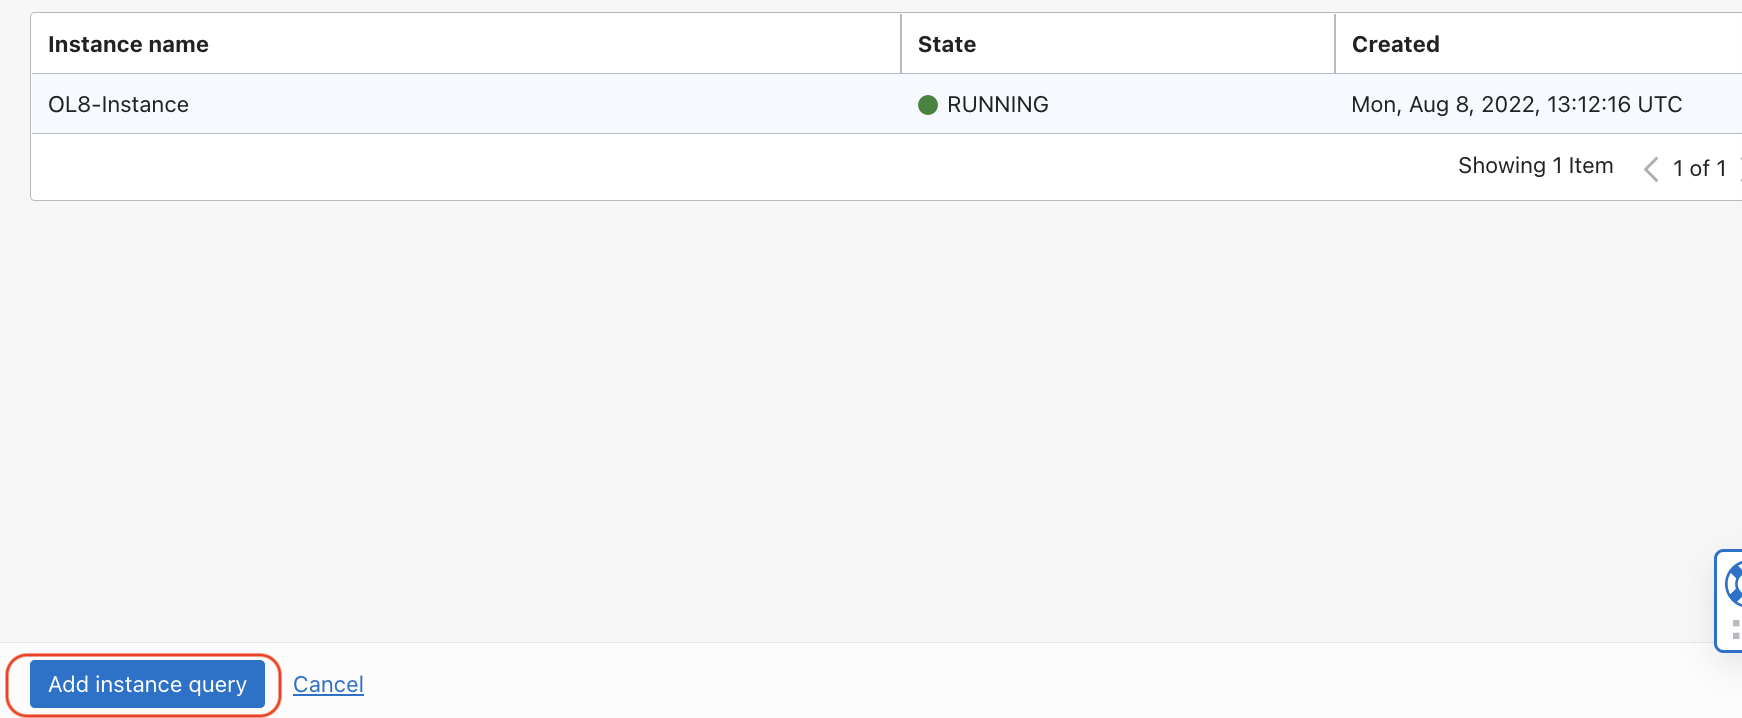 Instance name State Created
OL8-Instance RUNNING Mon, Aug 8, 2022, 13:12:16 UTC
Showing 1 Item 1 of 1
Add instance query Cancel